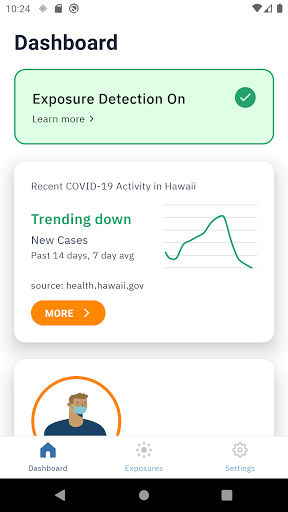 10:24
Dashboard
Exposure Detection On
Learn more
Recent COVID-19 Activity in Hawaii
Trending down
New Cases
Past 14 days, 7 day avg
source: health.hawaii.gov
MORE
Dashboard
Exposures
Settings